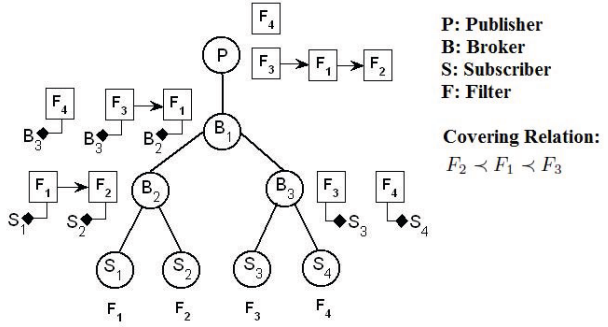 F4
P
F3 F1 F2
P: Publisher
B: Broker
S: Subscriber
F: Filter
F4 F3 F1
B3 B3 B2
B1
Covering Relation:
F2 ≺ F1 ≺ F3
F1 F2
B2 B3
F3 F4
S1 S2
S3 S4
S1 S2 S3 S4
F1 F2 F3 F4